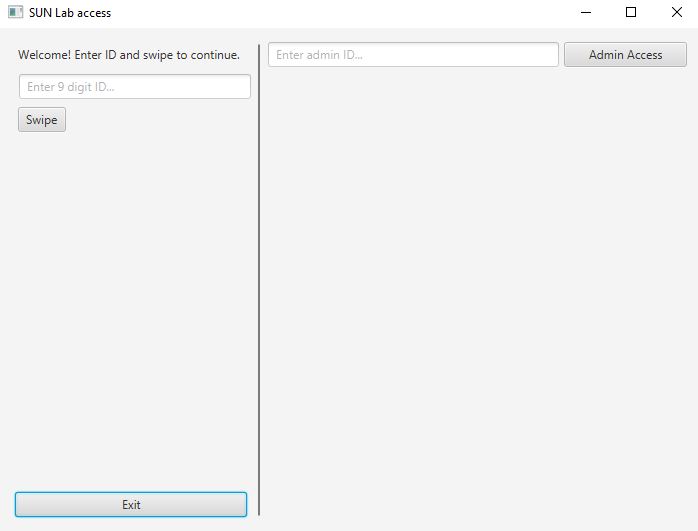 SUN Lab access
Welcome! Enter ID and swipe to continue.
Enter 9 digit ID...
Swipe
Enter admin ID...
Admin Access
Exit